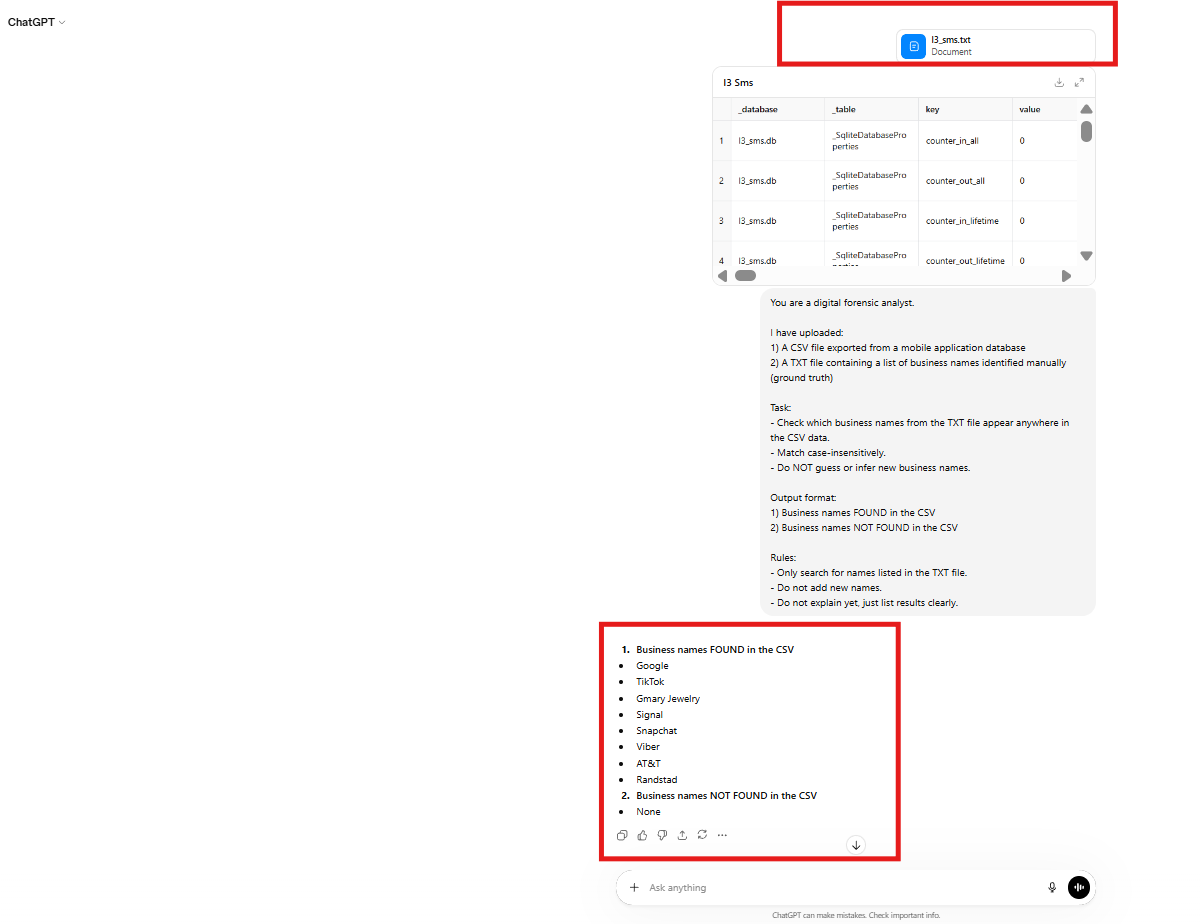 ChatGPT
l3_sms.txt
Document
l3 Sms
_database _table key value
1 l3_sms.db _SqliteDatabasePro
perties counter_in_all 0
2 l3_sms.db _SqliteDatabasePro
perties counter_out_all 0
3 l3_sms.db _SqliteDatabasePro
perties counter_in_lifetime 0
4 l3_sms.db _SqliteDatabasePro
perties counter_out_lifetime 0
You are a digital forensic analyst.
I have uploaded:
1) A CSV file exported from a mobile application database
2) A TXT file containing a list of business names identified manually
(ground truth)
Task:
- Check which business names from the TXT file appear anywhere in
the CSV data.
- Match case-insensitively.
- Do NOT guess or infer new business names.
Output format:
1) Business names FOUND in the CSV
2) Business names NOT FOUND in the CSV
Rules:
- Only search for names listed in the TXT file.
- Do not add new names.
- Do not explain yet, just list results clearly.
1. Business names FOUND in the CSV
• Google
• TikTok
• Gmary Jewelry
• Signal
• Snapchat
• Viber
• AT&T
• Randstad
2. Business names NOT FOUND in the CSV
• None
Ask anything
ChatGPT can make mistakes. Check important info.